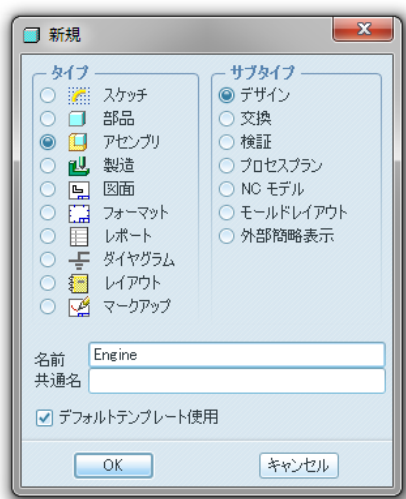 新規
タイプ
スケッチ
部品
アセンブリ
製造
図面
フォーマット
レポート
ダイヤグラム
レイアウト
マークアップ
サブタイプ
デザイン
交換
検証
プロセスプラン
NC モデル
モールドレイアウト
外部簡略表示
名前 Engine
共通名
デフォルトテンプレート使用
OK キャンセル